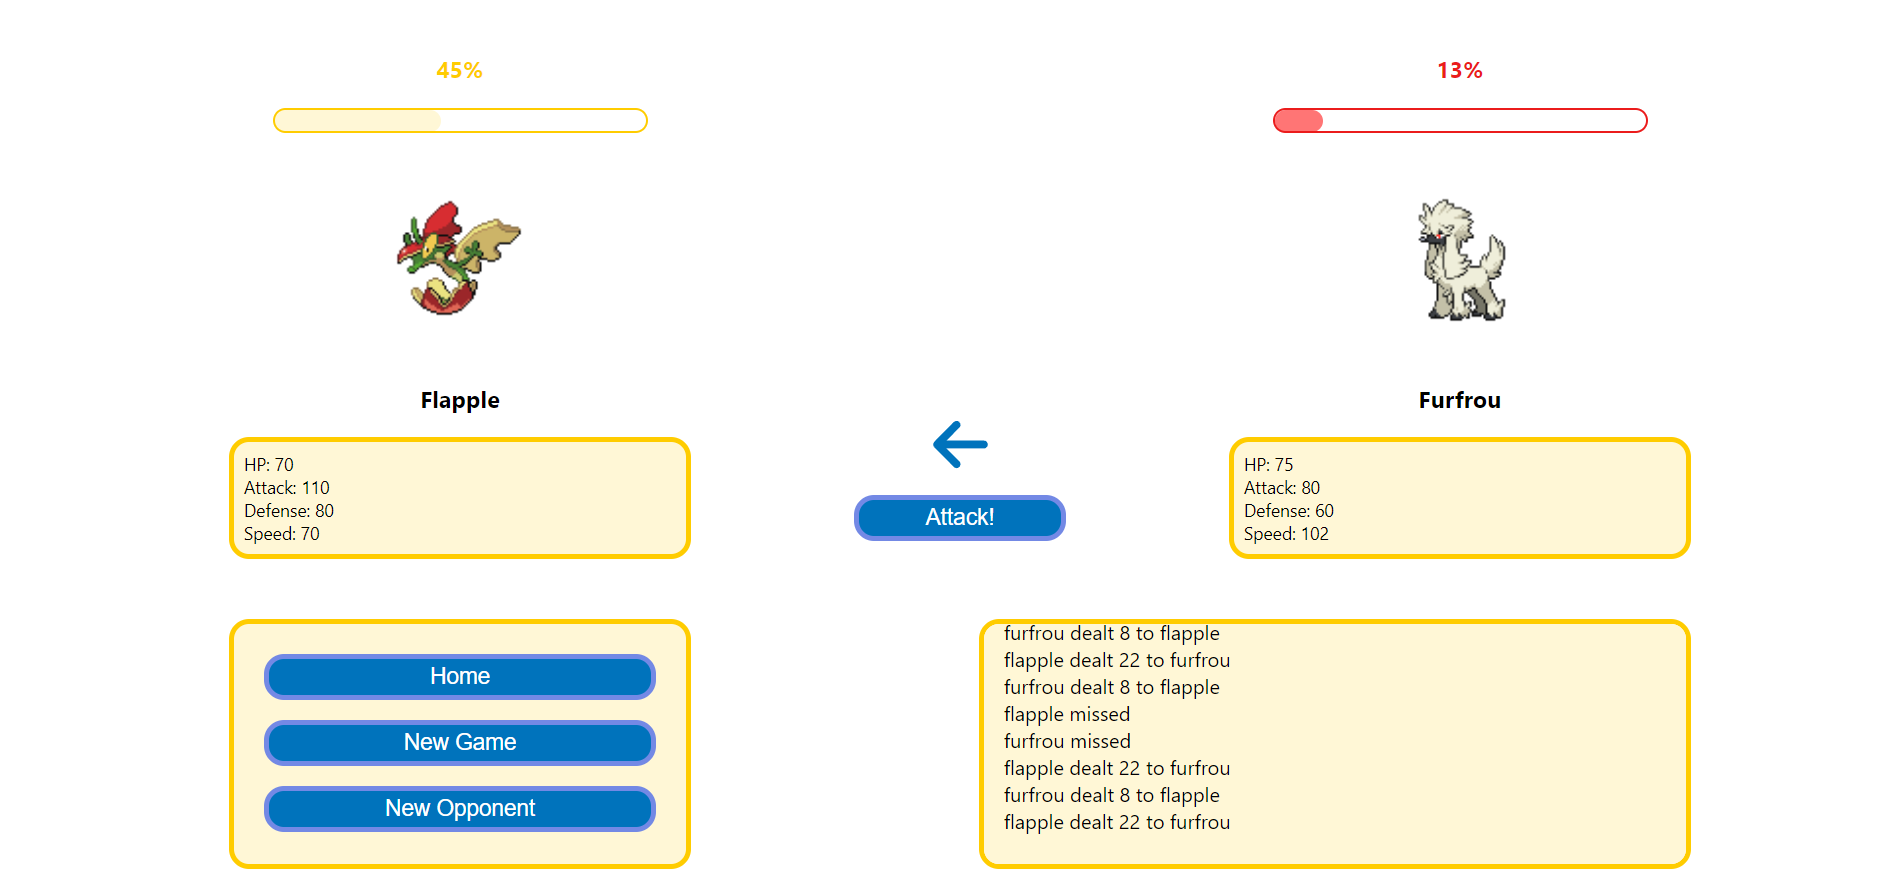 45%
13%
Flapple
Furfrou
HP: 70
Attack: 110
Defense: 80
Speed: 70
Attack!
HP: 75
Attack: 80
Defense: 60
Speed: 102
Home
New Game
New Opponent
furfrou dealt 8 to flapple
flapple dealt 22 to furfrou
furfrou dealt 8 to flapple
flapple missed
furfrou missed
flapple dealt 22 to furfrou
furfrou dealt 8 to flapple
flapple dealt 22 to furfrou